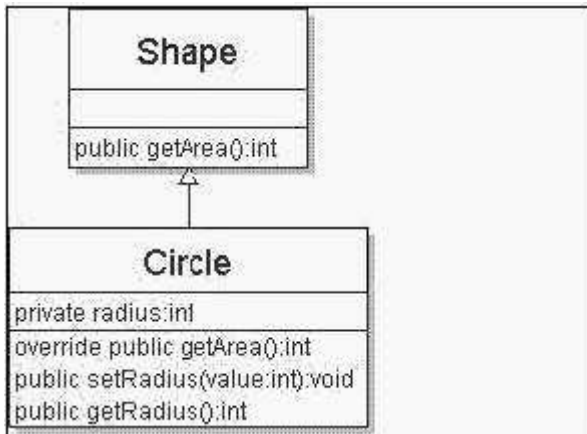 Shape
public getArea():int
Circle
private radius:int
override public getArea():int
public setRadius(value:int):void
public getRadius():int